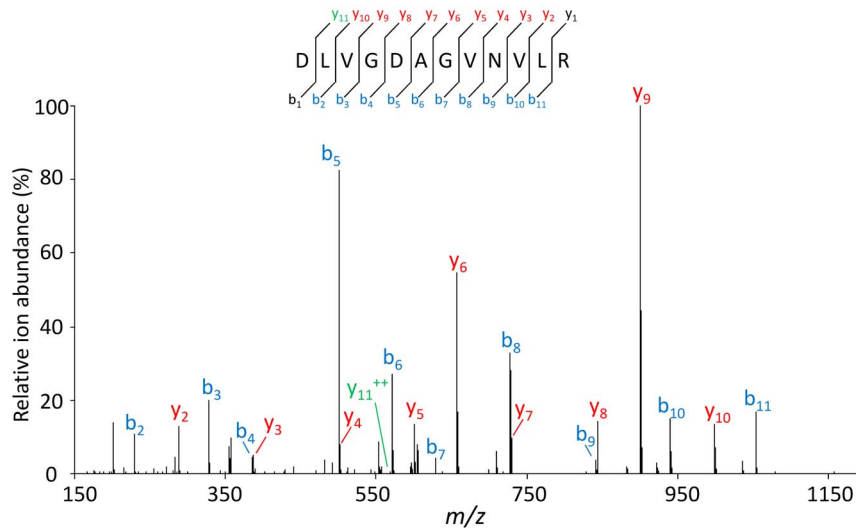 y11 y10 y9 y8 y7 y6 y5 y4 y3 y2 y1
D L V G D A G V N V L R
b1 b2 b3 b4 b5 b6 b7 b8 b9 b10 b11
Relative ion abundance (%)
100
80
60
40
20
0
y9
b5
y6
b8
b6
y11++
b3
b2
y2
b4
y3
y4
y5
b7
y7
b9
y8
b10
y10
b11
150 350 550 750 950 1150
m/z